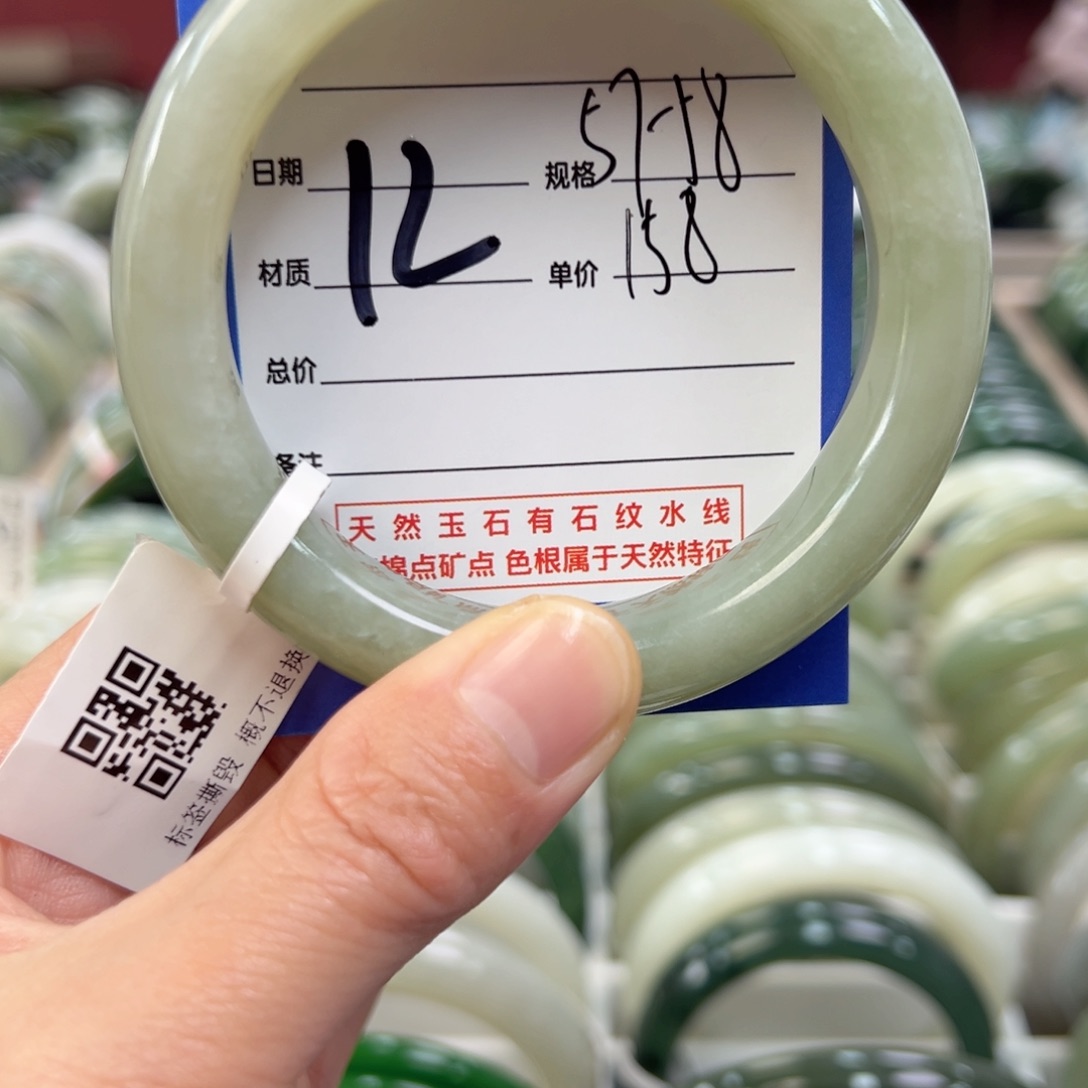 57-58
日期 12 规格
材质 单价 158
总价
备注
天然玉石有石纹水线
棉点矿点 色根属于天然特征
标签撕毁 概不退换